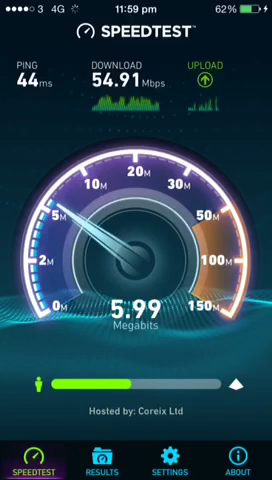 3 4G 11:59 pm 62%
SPEEDTEST
PING DOWNLOAD UPLOAD
44ms 54.91 Mbps
20M
10M 30M
5M 50M
2M 100M
0M 150M
5.99
Megabits
Hosted by: Coreix Ltd
SPEEDTEST RESULTS SETTINGS ABOUT